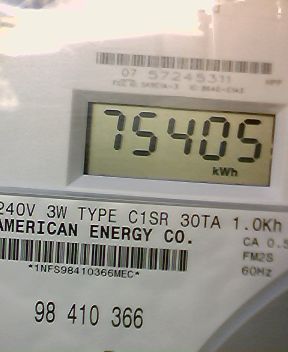 07 57245311
75405
kWh
240V 3W TYPE C1SR 30TA 1.0Kh
AMERICAN ENERGY CO.
CA 0.5
FM2S
60Hz
*1NFS98410366MEC*
98 410 366